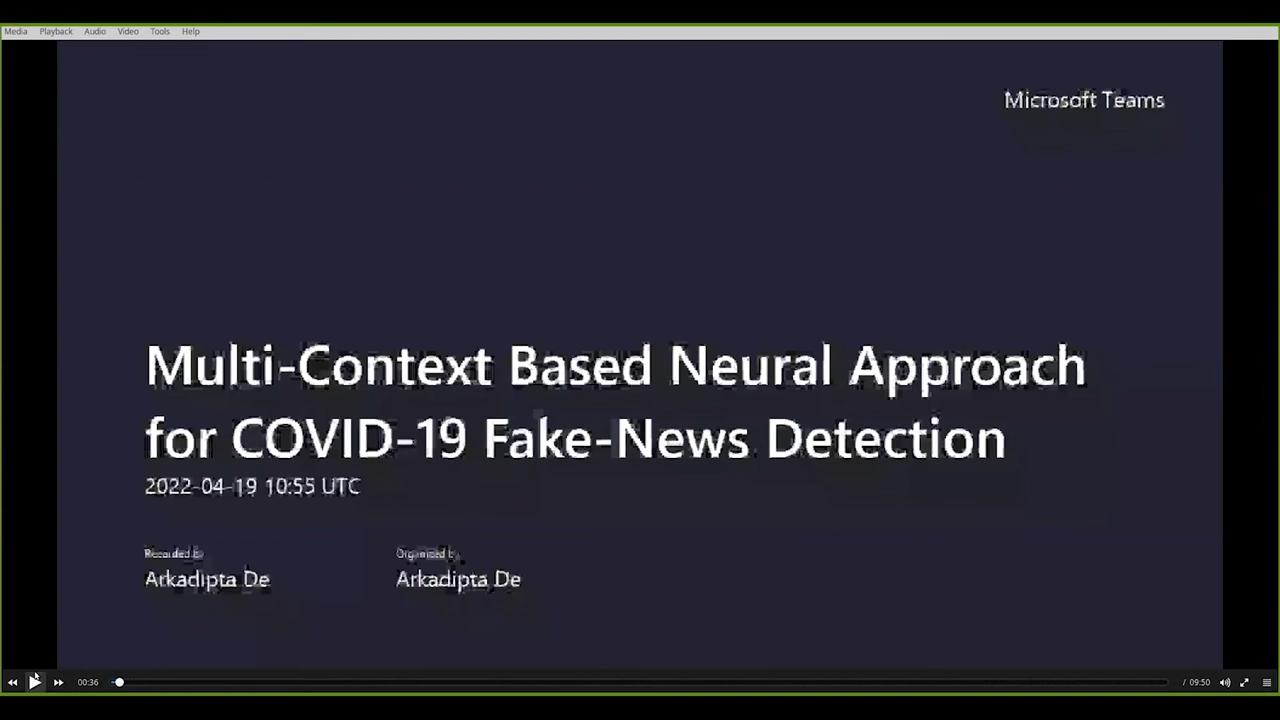 Media Playback Audio Video Tools Help
Microsoft Teams
Multi-Context Based Neural Approach
for COVID-19 Fake-News Detection
2022-04-19 10:55 UTC
Recorded by Organized by
Arkadipta De Arkadipta De
00:36 / 09:50